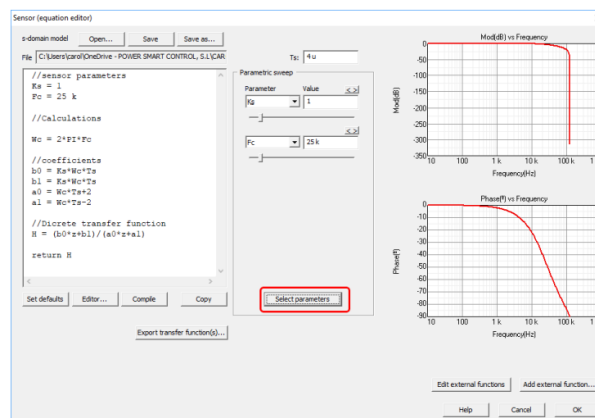 Sensor (equation editor)
s-domain model Open... Save Save as...
File C:\Users\carol\OneDrive - POWER SMART CONTROL, S.L\CAR
Ts: 4 u
//sensor parameters
Ks = 1
Fc = 25 k
//Calculations
Wc = 2*PI*Fc
//coefficients
b0 = Ks*Wc*Ts
b1 = Ks*Wc*Ts
a0 = Wc*Ts+2
a1 = Wc*Ts-2
//Dicrete transfer function
H = (b0*z+b1)/(a0*z+a1)
return H
Set defaults Editor... Compile Copy
Export transfer function(s)...
Parametric sweep
Parameter Value <>
Ks 1
<>
Fc 25 k
Select parameters
Mod(dB) vs Frequency
Mod(dB)
0
-50
-100
-150
-200
-250
-300
-350
10 100 1 k 10 k 100 k 1
Frequency(Hz)
Phase(º) vs Frequency
Phase(º)
0
-10
-20
-30
-40
-50
-60
-70
-80
-90
10 100 1 k 10 k 100 k 1
Frequency(Hz)
Edit external functions Add external function...
Help Cancel OK